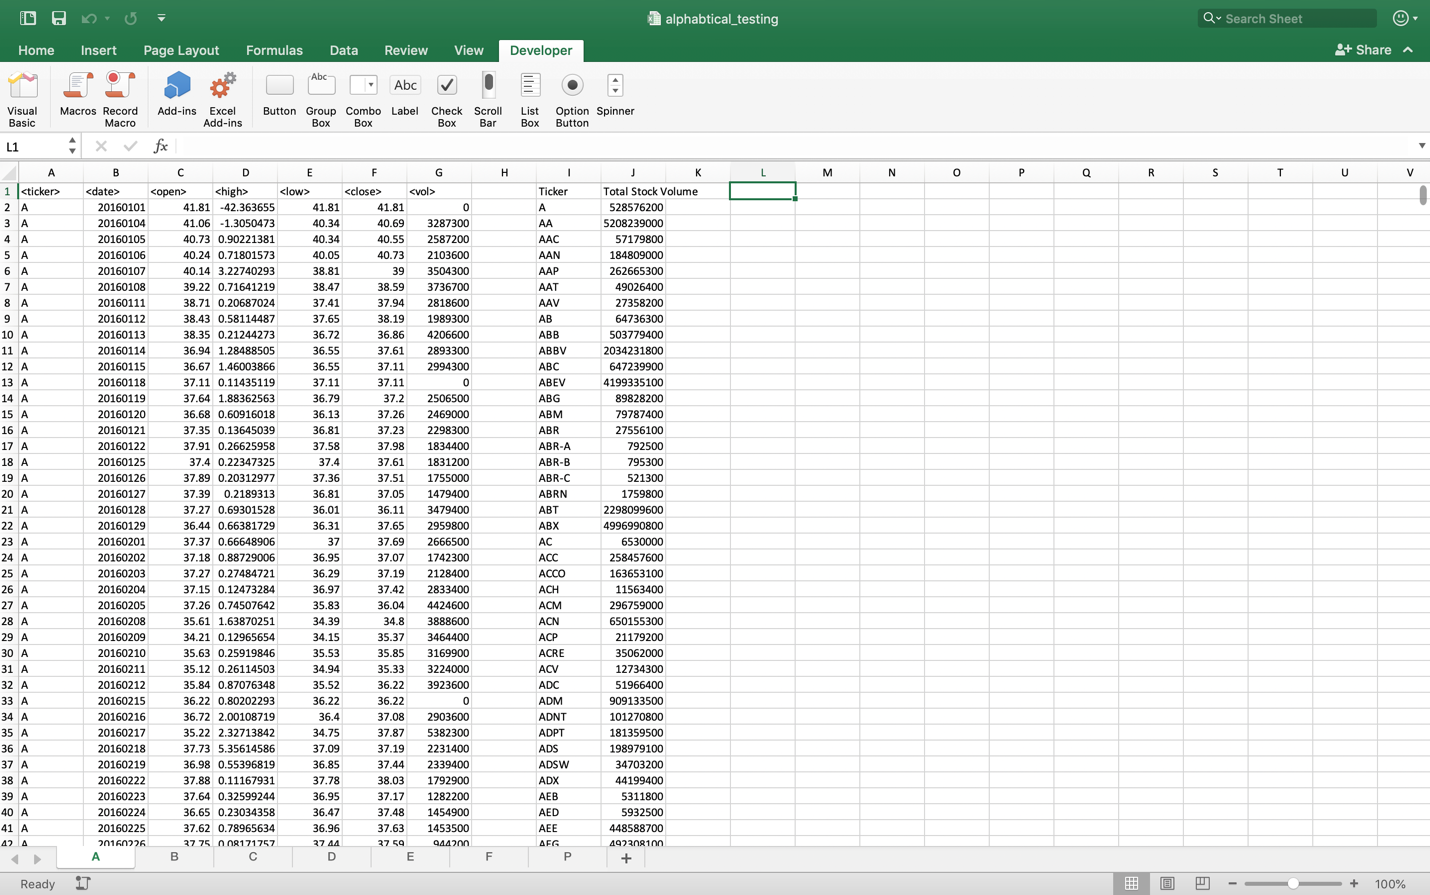 alphabtical_testing
Search Sheet
Home Insert Page Layout Formulas Data Review View Developer
Share
Visual Basic
Macros
Record Macro
Add-ins
Excel Add-ins
Button
Abc
Group Box
Combo Box
Abc
Label
Check Box
Scroll Bar
List Box
Option Button
Spinner
L1 fx
A B C D E F G H I J K L M N O P Q R S T U V
1 <ticker> <date> <open> <high> <low> <close> <vol> Ticker Total Stock Volume
2 A 20160101 41.81 -42.363655 41.81 41.81 0 A 528576200
3 A 20160104 41.06 -1.3050473 40.34 40.69 3287300 AA 5208239000
4 A 20160105 40.73 0.90221381 40.34 40.55 2587200 AAC 57179800
5 A 20160106 40.24 0.71801573 40.05 40.73 2103600 AAN 184809000
6 A 20160107 40.14 3.22740293 38.81 39 3504300 AAP 262665300
7 A 20160108 39.22 0.71641219 38.47 38.59 3736700 AAT 49026400
8 A 20160111 38.71 0.20687024 37.41 37.94 2818600 AAV 27358200
9 A 20160112 38.43 0.58114487 37.65 38.19 1989300 AB 64736300
10 A 20160113 38.35 0.21244273 36.72 36.86 4206600 ABB 503779400
11 A 20160114 36.94 1.28488505 36.55 37.61 2893300 ABBV 2034231800
12 A 20160115 36.67 1.46003866 36.55 37.11 2994300 ABC 647239900
13 A 20160118 37.11 0.11435119 37.11 37.11 0 ABEV 4199335100
14 A 20160119 37.64 1.88362563 36.79 37.2 2506500 ABG 89828200
15 A 20160120 36.68 0.60916018 36.13 37.26 2469000 ABM 79787400
16 A 20160121 37.35 0.13645039 36.81 37.23 2298300 ABR 27556100
17 A 20160122 37.91 0.26625958 37.58 37.98 1834400 ABR-A 792500
18 A 20160125 37.4 0.22347325 37.4 37.61 1831200 ABR-B 795300
19 A 20160126 37.89 0.20312977 37.36 37.51 1755000 ABR-C 521300
20 A 20160127 37.39 0.2189313 36.81 37.05 1479400 ABRN 1759800
21 A 20160128 37.27 0.69301528 36.01 36.11 3479400 ABT 2298099600
22 A 20160129 36.44 0.66381729 36.31 37.65 2959800 ABX 4996990800
23 A 20160201 37.37 0.66648906 37 37.69 2666500 AC 6530000
24 A 20160202 37.18 0.88729006 36.95 37.07 1742300 ACC 258457600
25 A 20160203 37.27 0.27484721 36.29 37.19 2128400 ACCO 163653100
26 A 20160204 37.15 0.12473284 36.97 37.42 2833400 ACH 11563400
27 A 20160205 37.26 0.74507642 35.83 36.04 4424600 ACM 296759000
28 A 20160208 35.61 1.63870251 34.39 34.8 3888600 ACN 650155300
29 A 20160209 34.21 0.12965654 34.15 35.37 3464400 ACP 21179200
30 A 20160210 35.63 0.25919846 35.53 35.85 3169900 ACRE 35062000
31 A 20160211 35.12 0.26114503 34.94 35.33 3224000 ACV 12734300
32 A 20160212 35.84 0.87076348 35.52 36.22 3923600 ADC 51966400
33 A 20160215 36.22 0.80202293 36.22 36.22 0 ADM 909133500
34 A 20160216 36.72 2.00108719 36.4 37.08 2903600 ADNT 101270800
35 A 20160217 35.22 2.32713842 34.75 37.87 5382300 ADPT 181359500
36 A 20160218 37.73 5.35614586 37.09 37.19 2231400 ADS 198979100
37 A 20160219 36.98 0.55396819 36.85 37.44 2339400 ADSW 34703200
38 A 20160222 37.88 0.11167931 37.78 38.03 1792900 ADX 44199400
39 A 20160223 37.64 0.32599244 36.95 37.17 1282200 AEB 5311800
40 A 20160224 36.65 0.23034358 36.47 37.48 1454900 AED 5932500
41 A 20160225 37.62 0.78965634 36.96 37.63 1453500 AEE 448588700
42 A 20160226 37.75 0.08171757 37.44 37.59 944200 AEG 492308100
A B C D E F P +
Ready
100%